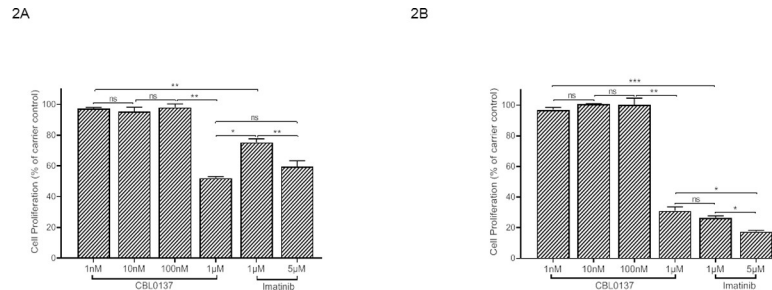 2A
2B
Cell Proliferation (% of carrier control)
100
80
60
40
20
0
**
ns
ns
**
ns
*
**
1nM
10nM
100nM
1µM
1µM
5µM
CBL0137
Imatinib
Cell Proliferation (% of carrier control)
100
80
60
40
20
0
***
ns
ns
**
*
ns
*
1nM
10nM
100nM
1µM
1µM
5µM
CBL0137
Imatinib